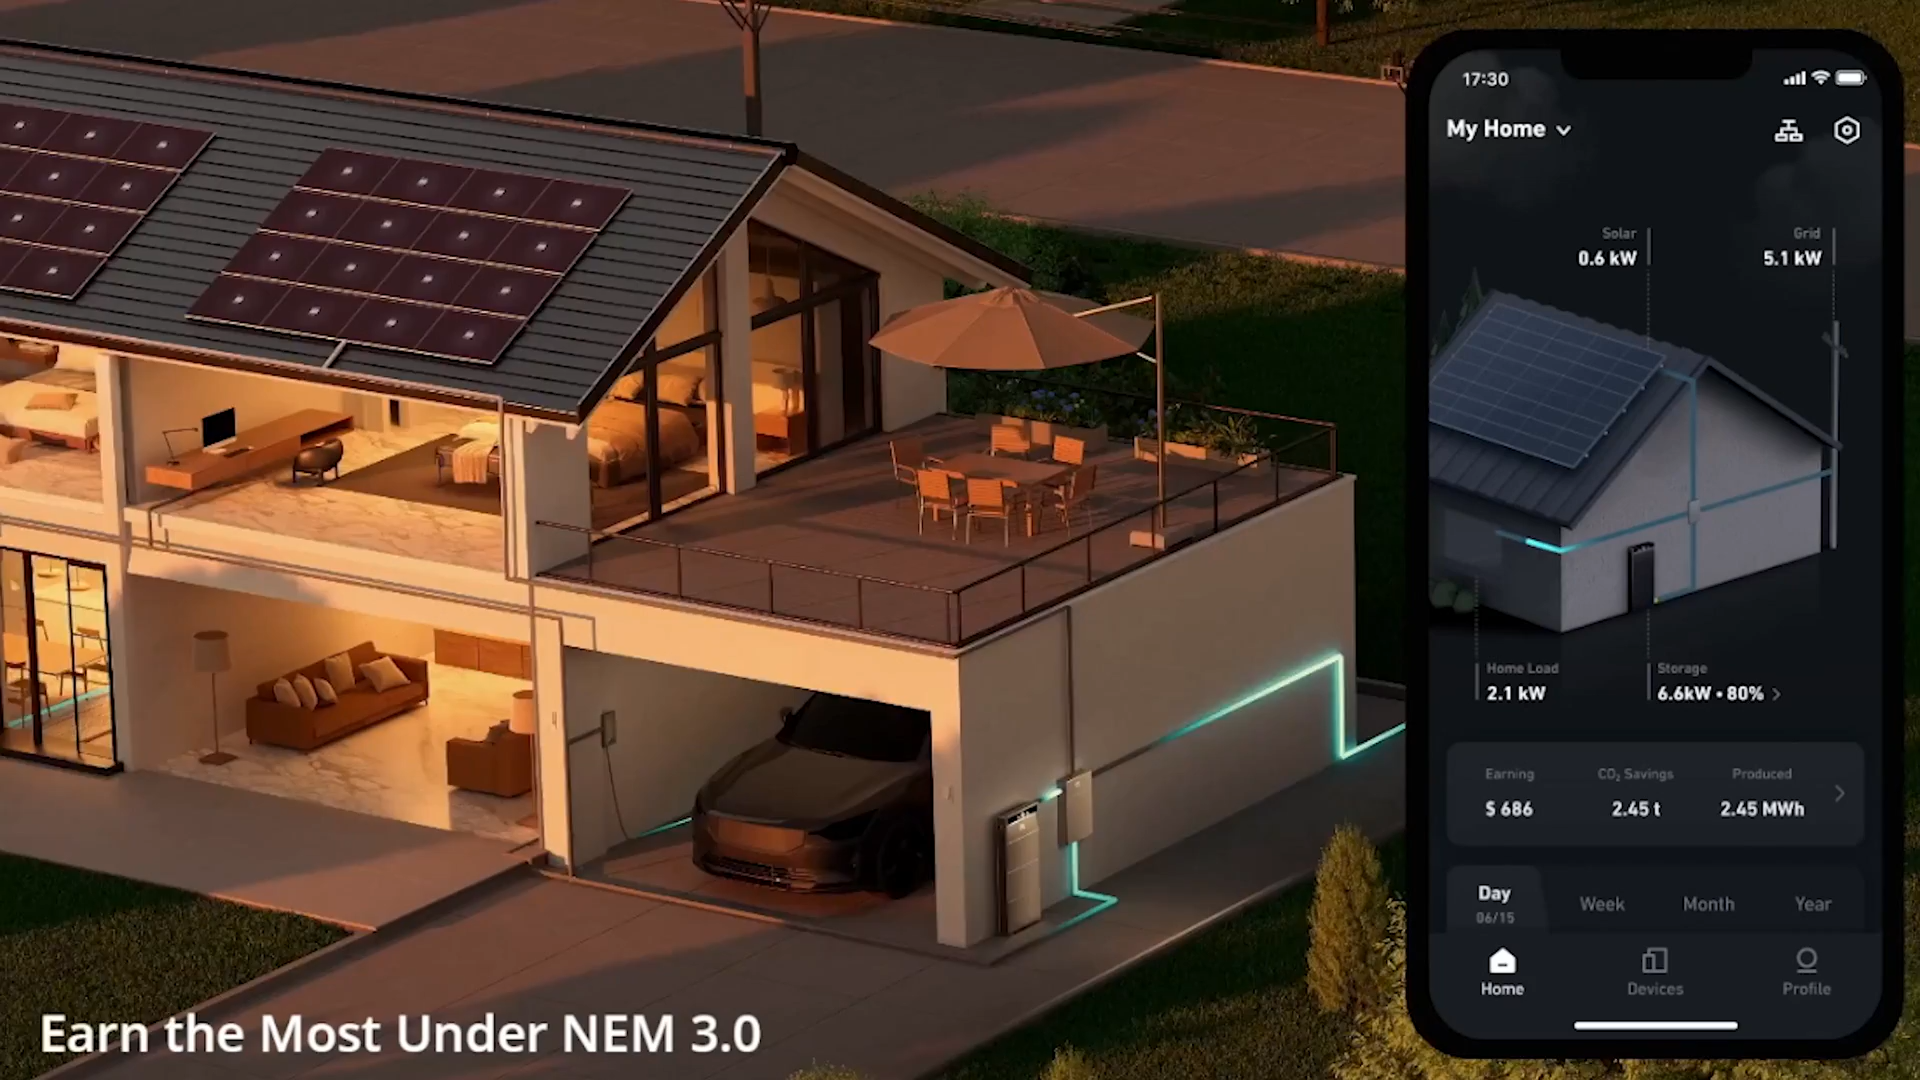 17:30
My Home
Solar
0.6 kW
Grid
5.1 kW
Home Load
2.1 kW
Storage
6.6kW • 80%
Earning
CO₂ Savings
Produced
$ 686
2.45 t
2.45 MWh
Day
06/15
Week
Month
Year
Home
Devices
Profile
Earn the Most Under NEM 3.0